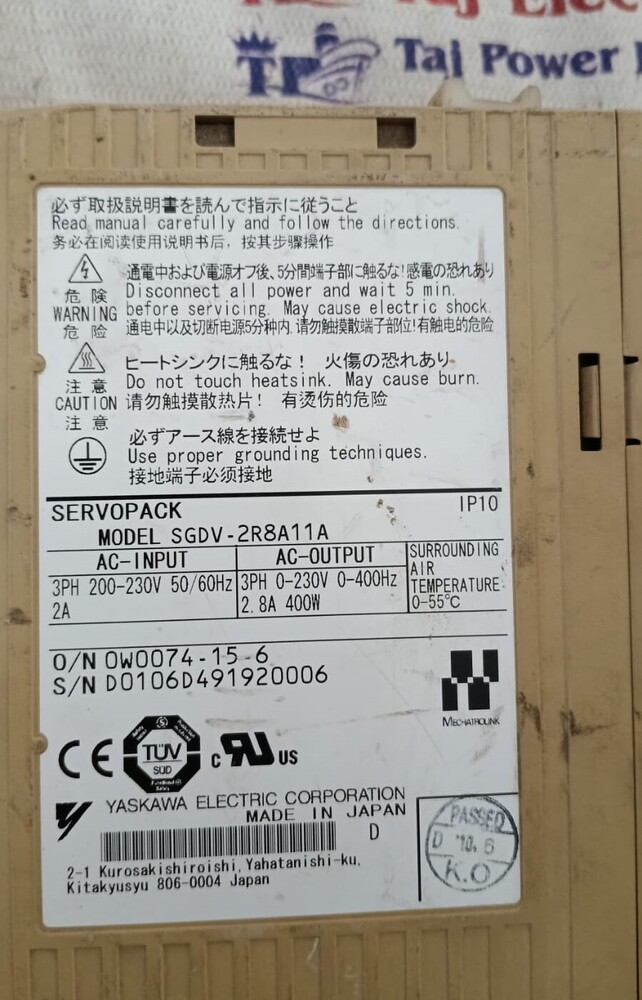 Taj Elec
TP Taj Power
必ず取扱説明書を読んで指示に従うこと
Read manual carefully and follow the directions.
务必在阅读使用说明书后，按其步骤操作
危険
WARNING
危险
通電中および電源オフ後、5分間端子部に触るな!感電の恐れあり
Disconnect all power and wait 5 min.
before servicing. May cause electric shock.
通电中以及切断电源5分种内，请勿触摸散端子部位!有触电的危险
注意
CAUTION
注意
ヒートシンクに触るな! 火傷の恐れあり
Do not touch heatsink. May cause burn.
请勿触摸散热片! 有烫伤的危险
必ずアース線を接続せよ
Use proper grounding techniques.
接地端子必须接地
SERVOPACK IP10
MODEL SGDV-2R8A11A
AC-INPUT
3PH 200-230V 50/60Hz
2A
AC-OUTPUT
3PH 0-230V 0-400Hz
2.8A 400W
SURROUNDING
AIR
TEMPERATURE
0-55℃
O/N OW0074-15-6
S/N D0106D491920006
MECHATROLINK
CE
TÜV
SÜD
c RU US
YASKAWA ELECTRIC CORPORATION
MADE IN JAPAN
D
2-1 Kurosakishiroishi, Yahatanishi-ku,
Kitakyusyu 806-0004 Japan
PASSED
D '10. 6
K.O